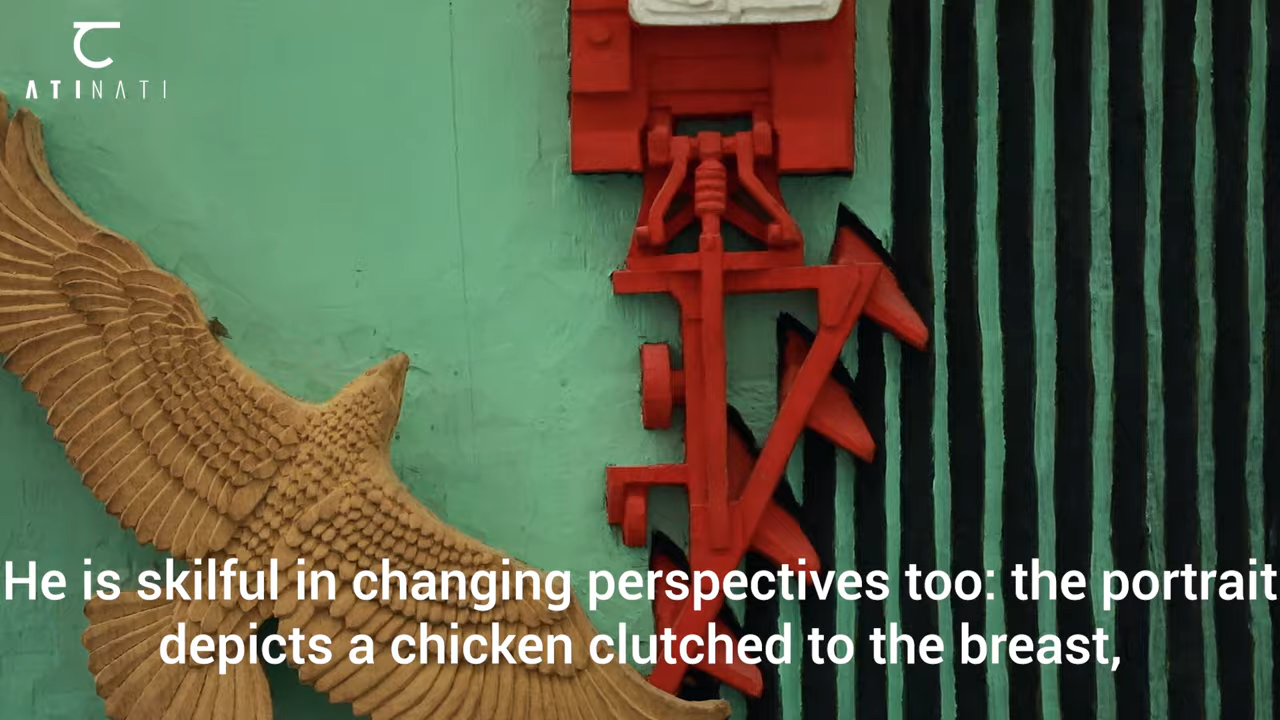 ATINATI
He is skilful in changing perspectives too: the portrait
depicts a chicken clutched to the breast,